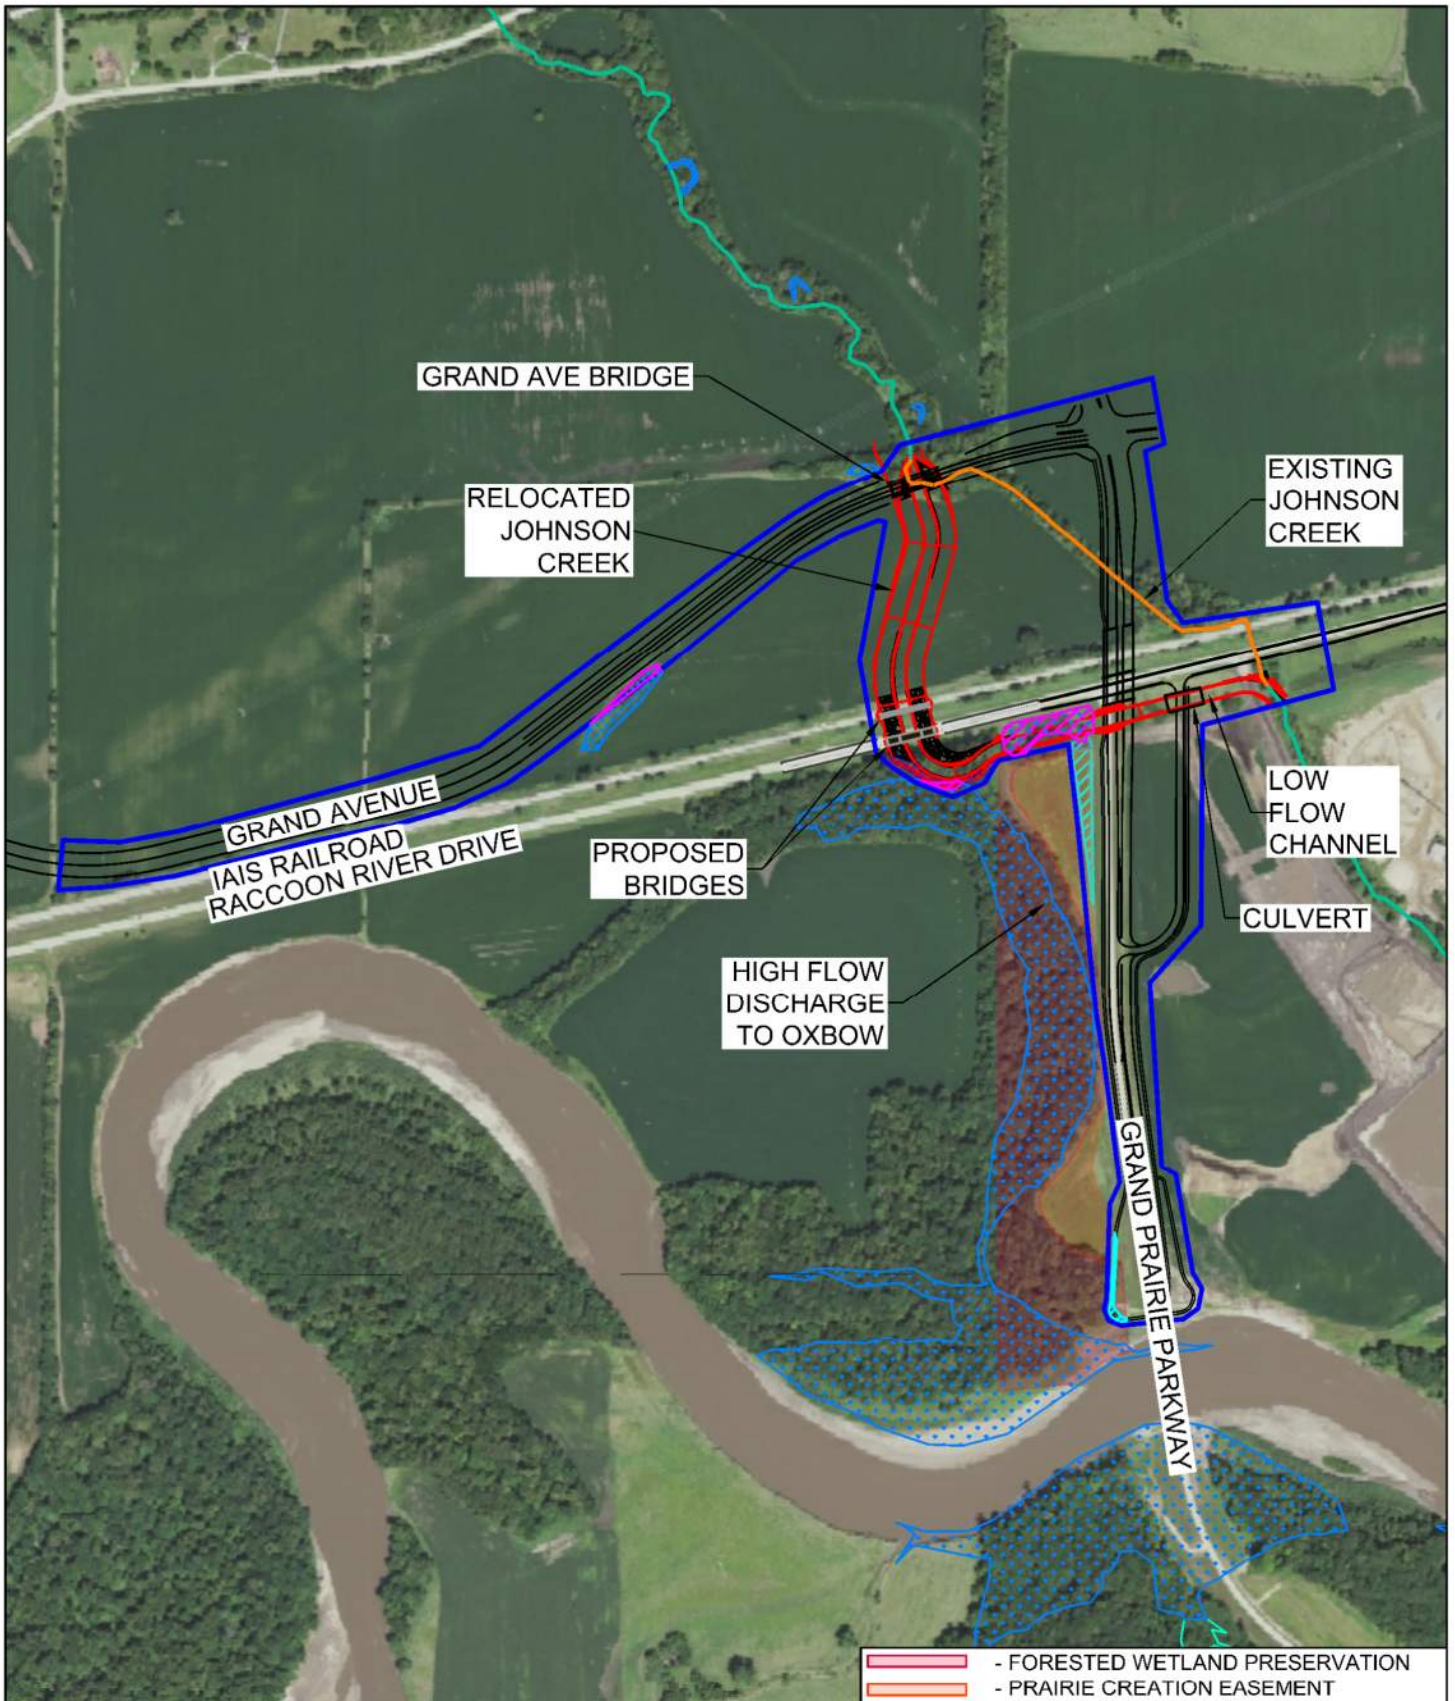 GRAND AVE BRIDGE
RELOCATED
JOHNSON
CREEK
EXISTING
JOHNSON
CREEK
GRAND AVENUE
IAIS RAILROAD
RACCOON RIVER DRIVE
PROPOSED
BRIDGES
LOW
FLOW
CHANNEL
CULVERT
HIGH FLOW
DISCHARGE
TO OXBOW
GRAND PRAIRIE PARKWAY
- FORESTED WETLAND PRESERVATION
- PRAIRIE CREATION EASEMENT